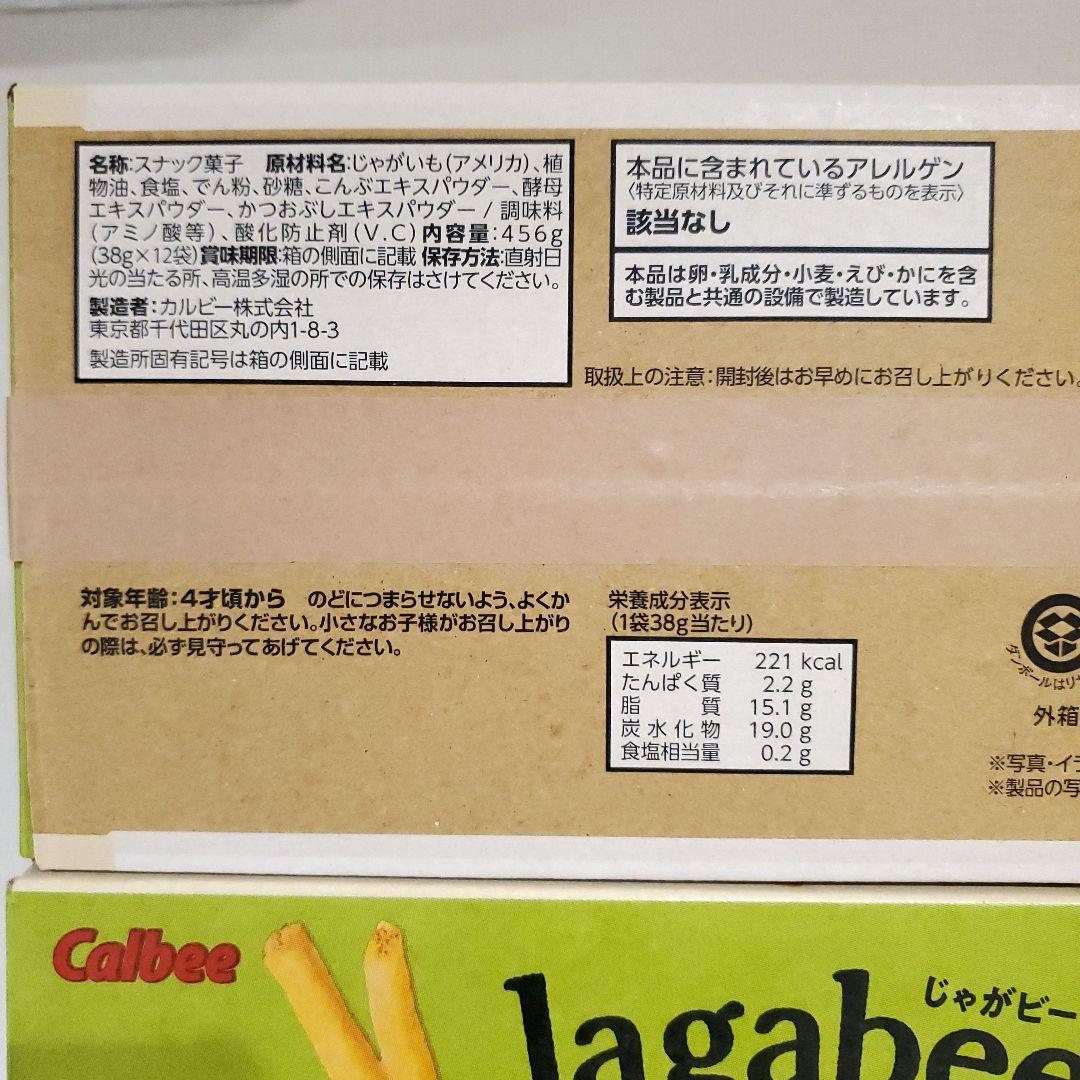 名称:スナック菓子 原材料名:じゃがいも(アメリカ)、植
物油、食塩、でん粉、砂糖、こんぶエキスパウダー、酵母
エキスパウダー、かつおぶしエキスパウダー / 調味料
(アミノ酸等)、酸化防止剤(V.C) 内容量:456g
(38g×12袋) 賞味期限:箱の側面に記載 保存方法:直射日
光の当たる所、高温多湿の所での保存はさけてください。
製造者:カルビー株式会社
東京都千代田区丸の内1-8-3
製造所固有記号は箱の側面に記載
本品に含まれているアレルゲン
〈特定原材料及びそれに準ずるものを表示〉
該当なし
本品は卵・乳成分・小麦・えび・かにを含
む製品と共通の設備で製造しています。
取扱上の注意:開封後はお早めにお召し上がりください。
対象年齢:4才頃から のどにつまらせないよう、よくか
んでお召し上がりください。小さなお子様がお召し上がり
の際は、必ず見守ってあげてください。
栄養成分表示
(1袋38g当たり)
エネルギー 221 kcal
たんぱく質 2.2 g
脂質 15.1 g
炭水化物 19.0 g
食塩相当量 0.2 g
ダンボールはリ
外箱
※写真・イラ
※製品の写
Calbee
じゃがビー
Jagabee